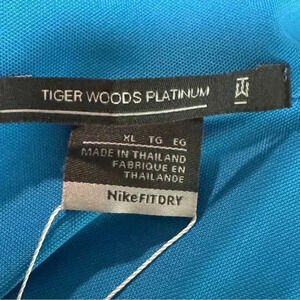 TIGER WOODS PLATINUM TW
XL TG EG
MADE IN THAILAND
FABRIQUE EN
THAILANDE
NikeFITDRY